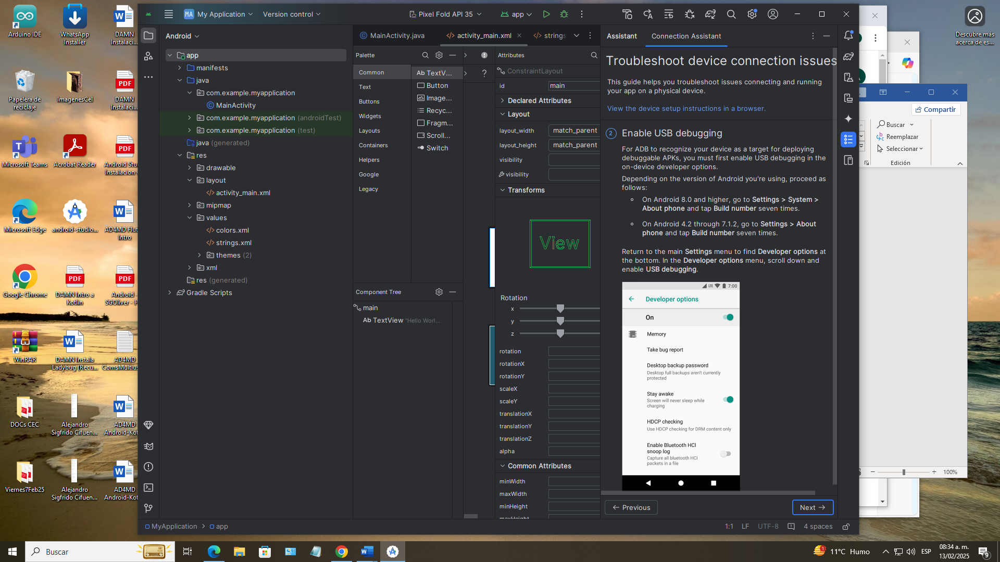 Arduino IDE
WhatsApp
Installer
DAMN
Instalaci...
Papelera de
reciclaje
ImagenesCel
DAMN
Instalaci...
Microsoft Teams
Acrobat Reader
Android Stu
Instalacion
Microsoft Edge
android-studio...
AD4MD Flut
Intro
Google Chrome
DAMN Intro a
Kotlin
Android -
SGOliver - F
WinRAR
DAMN Instala
Ladybug (Recu...
AD4MD
ComsMultius
DOCs CEC
Alejandro
Sigfrido Cifuen...
AD4MD
Android-Kot
Viernes7Feb25
Alejandro
Sigfrido Cifuen...
AD4MD
Android-Kot
MA My Application
Version control
Pixel Fold API 35
app
Android
app
manifests
java
com.example.myapplication
MainActivity
com.example.myapplication (androidTest)
com.example.myapplication (test)
java (generated)
res
drawable
layout
activity_main.xml
mipmap
values
colors.xml
strings.xml
themes (2)
xml
res (generated)
Gradle Scripts
MainActivity.java
activity_main.xml
strings
Palette
Common
Text
Buttons
Widgets
Layouts
Containers
Helpers
Google
Legacy
Ab TextV...
Button
Image...
Recyc...
Fragm...
Scroll...
Switch
Component Tree
main
Ab TextView "Hello Worl...
Attributes
ConstraintLayout
id main
Declared Attributes
Layout
layout_width match_parent
layout_height match_parent
visibility
visibility
Transforms
View
Rotation
x
y
z
rotation
rotationX
rotationY
scaleX
scaleY
translationX
translationY
translationZ
alpha
Common Attributes
minWidth
maxWidth
minHeight
maxHeight
Assistant
Connection Assistant
Troubleshoot device connection issues
This guide helps you troubleshoot issues connecting and running
your app on a physical device.
View the device setup instructions in a browser.
2 Enable USB debugging
For ADB to recognize your device as a target for deploying
debuggable APKs, you must first enable USB debugging in the
on-device developer options.
Depending on the version of Android you're using, proceed as
follows:
On Android 8.0 and higher, go to Settings > System >
About phone and tap Build number seven times.
On Android 4.2 through 7.1.2, go to Settings > About
phone and tap Build number seven times.
Return to the main Settings menu to find Developer options at
the bottom. In the Developer options menu, scroll down and
enable USB debugging.
LTE 7:00
Developer options
On
Memory
Take bug report
Desktop backup password
Desktop full backups aren't currently
protected
Stay awake
Screen will never sleep while
charging
HDCP checking
Use HDCP checking for DRM content only
Enable Bluetooth HCI
snoop log
Capture all bluetooth HCI
packets in a file
Previous
Next
MyApplication > app
1:1 LF UTF-8 4 spaces
Compartir
Buscar
Reemplazar
Seleccionar
Edición
100%
Descubre más
acerca de es...
Buscar
1
11°C Humo
ESP
08:34 a. m.
13/02/2025
9